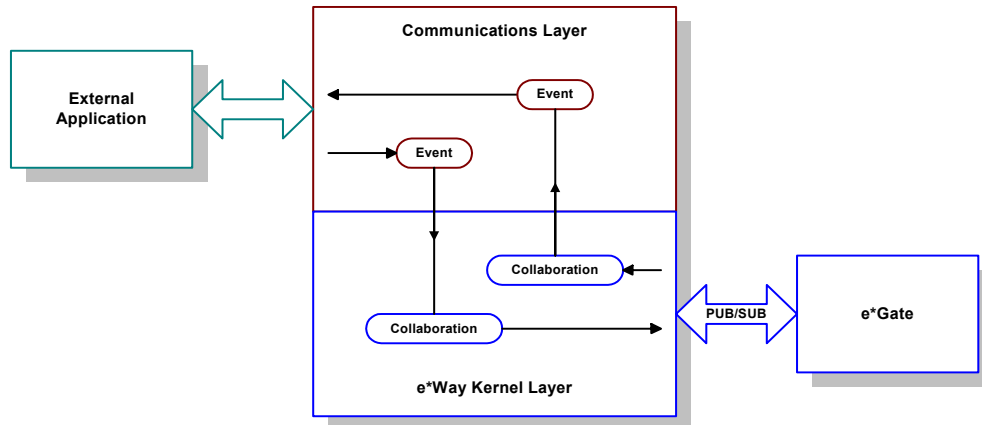 Communications Layer
External
Application
Event
Event
Collaboration
Collaboration
PUB/SUB
e*Gate
e*Way Kernel Layer